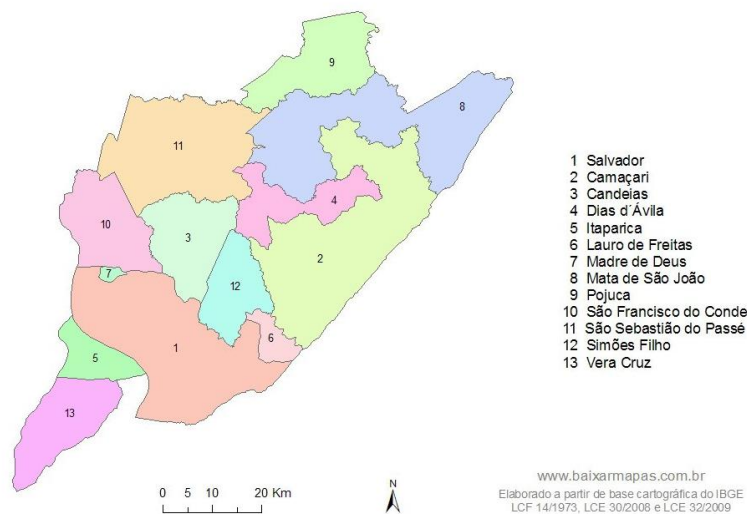 9
8
11
4
10
3
2
7
12
6
1
5
13
1 Salvador
2 Camaçari
3 Candeias
4 Dias d´Ávila
5 Itaparica
6 Lauro de Freitas
7 Madre de Deus
8 Mata de São João
9 Pojuca
10 São Francisco do Conde
11 São Sebastião do Passé
12 Simões Filho
13 Vera Cruz
0 5 10 20 Km
N
www.baixarmapas.com.br
Elaborado a partir de base cartográfica do IBGE
LCF 14/1973, LCE 30/2008 e LCE 32/2009